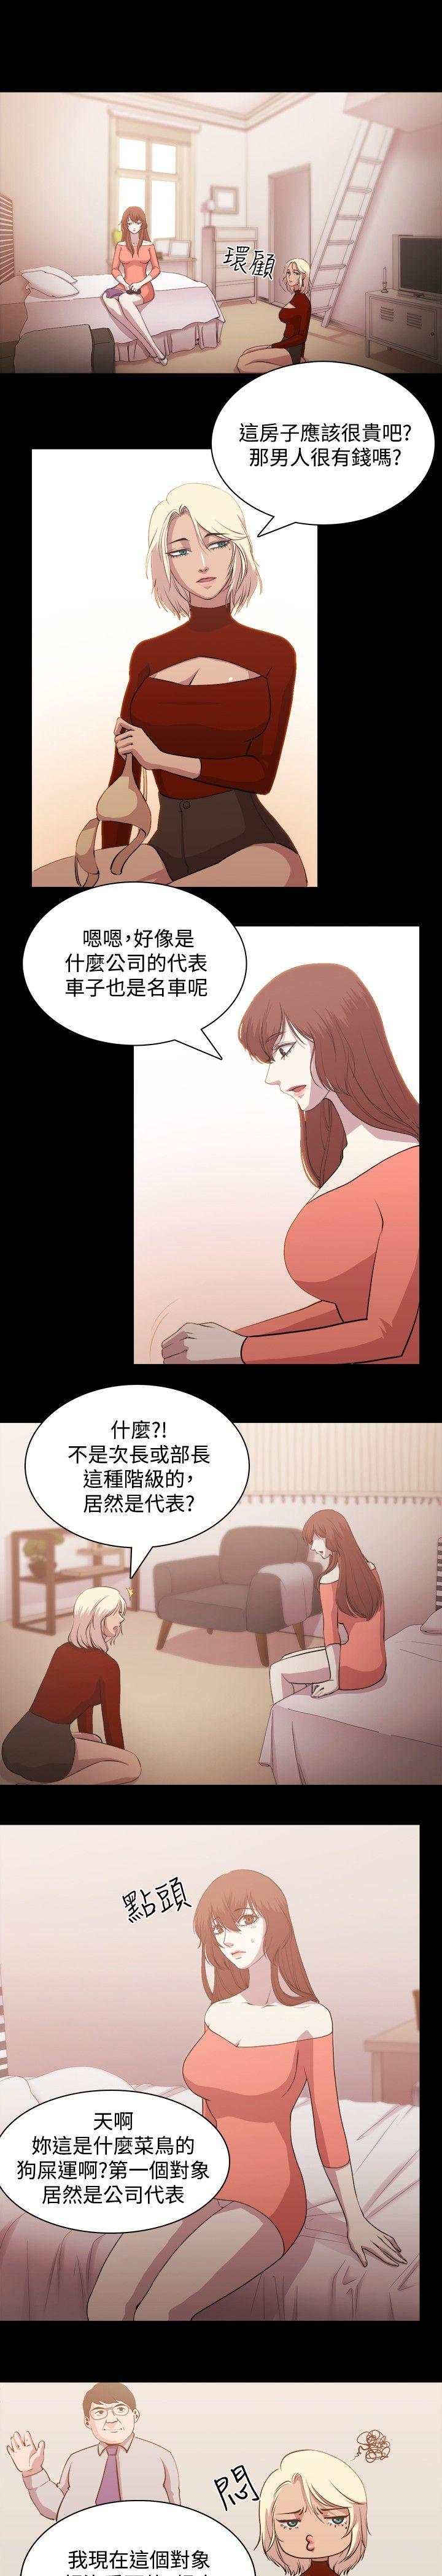 環顧
這房子應該很貴吧?
那男人很有錢嗎?
嗯嗯,好像是
什麼公司的代表
車子也是名車呢
什麼?!
不是次長或部長
這種階級的,
居然是代表?
點頭
天啊
妳這是什麼菜鳥的
狗屎運啊?第一個對象
居然是公司代表
悶
我現在這個對象